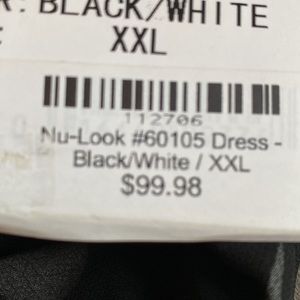 R: BLACK/WHITE
: XXL
112706
Nu-Look #60105 Dress -
Black/White / XXL
$99.98